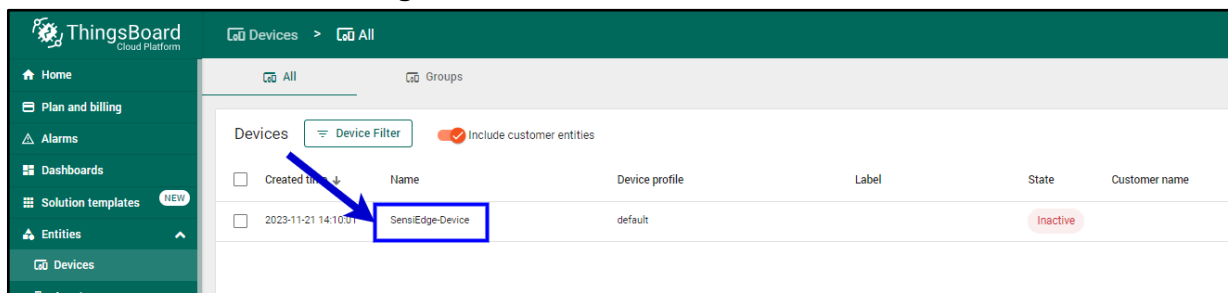 ThingsBoard
Cloud Platform
Devices > All
Home
Plan and billing
Alarms
Dashboards
Solution templates NEW
Entities
Devices
All Groups
Devices Device Filter Include customer entities
Created time Name Device profile Label State Customer name
2023-11-21 14:10:01 SensiEdge-Device default Inactive